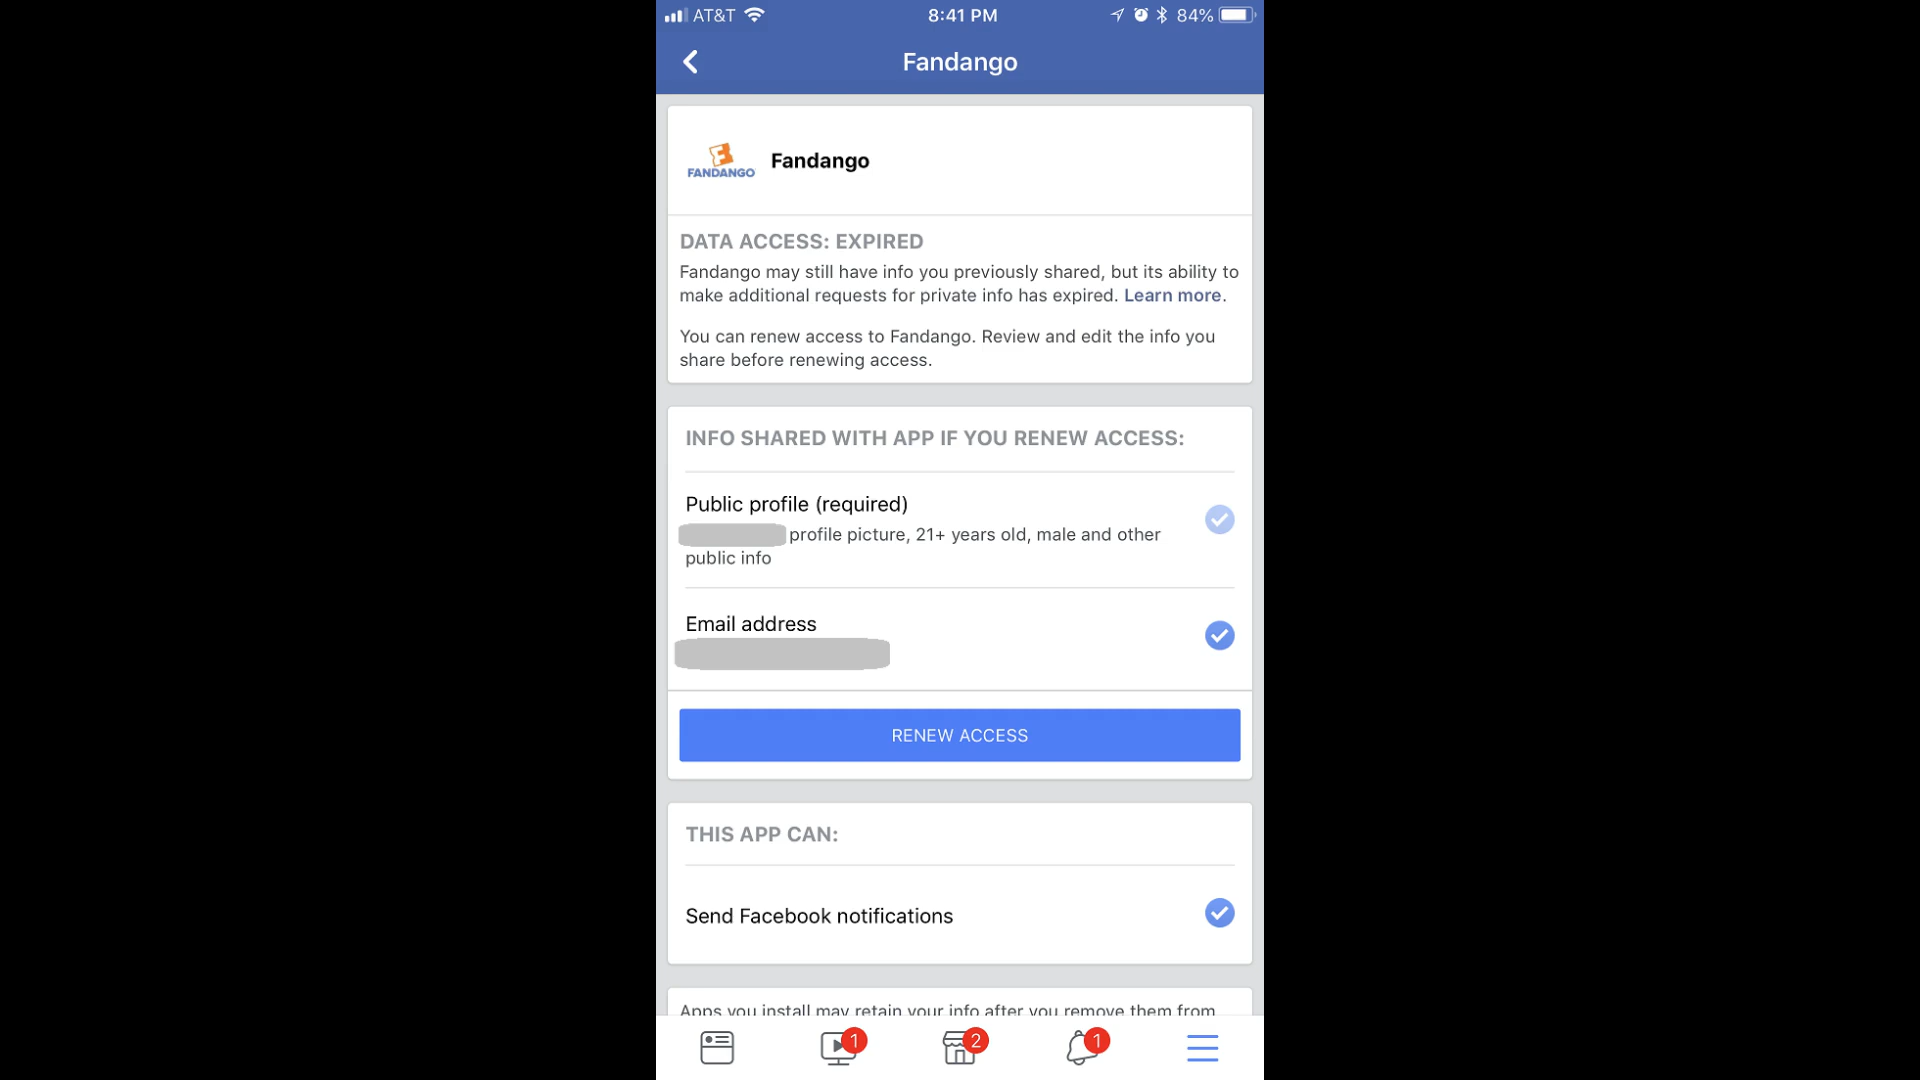 AT&T 8:41 PM 84%
Fandango
FANDANGO Fandango
DATA ACCESS: EXPIRED
Fandango may still have info you previously shared, but its ability to
make additional requests for private info has expired. Learn more.
You can renew access to Fandango. Review and edit the info you
share before renewing access.
INFO SHARED WITH APP IF YOU RENEW ACCESS:
Public profile (required)
profile picture, 21+ years old, male and other
public info
Email address
RENEW ACCESS
THIS APP CAN:
Send Facebook notifications
Apps you install may retain your info after you remove them from
1 2 1